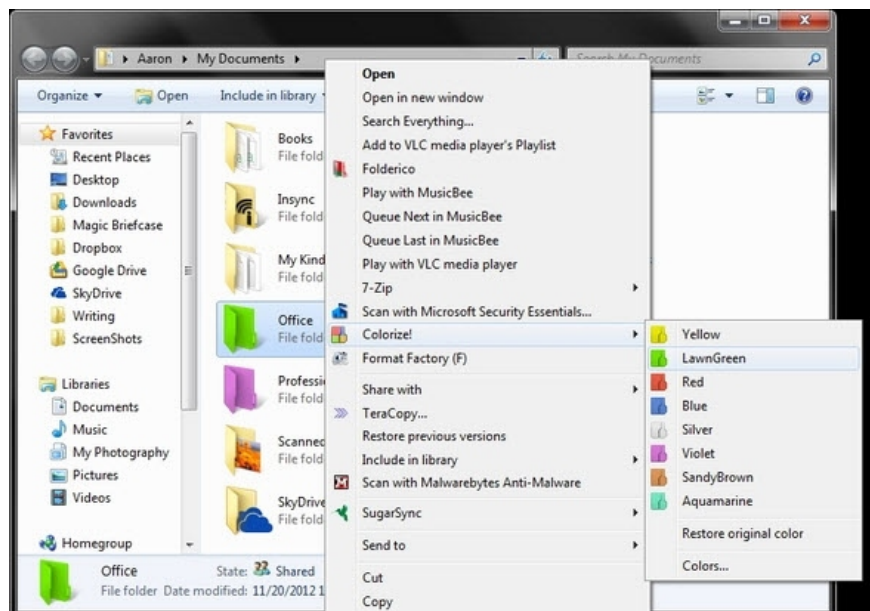 Aaron ▸ My Documents ▸
Search My Documents
Organize ▾ Open Include in library
Favorites
Recent Places
Desktop
Downloads
Magic Briefcase
Dropbox
Google Drive
SkyDrive
Writing
ScreenShots
Libraries
Documents
Music
My Photography
Pictures
Videos
Homegroup
Books
File fold
Insync
File fold
My Kind
File fold
Office
File fold
Professi
File fold
Scanned
File fold
SkyDrive
File fold
Open
Open in new window
Search Everything...
Add to VLC media player's Playlist
Folderico
Play with MusicBee
Queue Next in MusicBee
Queue Last in MusicBee
Play with VLC media player
7-Zip
Scan with Microsoft Security Essentials...
Colorize!
Format Factory (F)
Share with
TeraCopy...
Restore previous versions
Include in library
Scan with Malwarebytes Anti-Malware
SugarSync
Send to
Cut
Copy
Yellow
LawnGreen
Red
Blue
Silver
Violet
SandyBrown
Aquamarine
Restore original color
Colors...
Office State: Shared
File folder Date modified: 11/20/2012 1